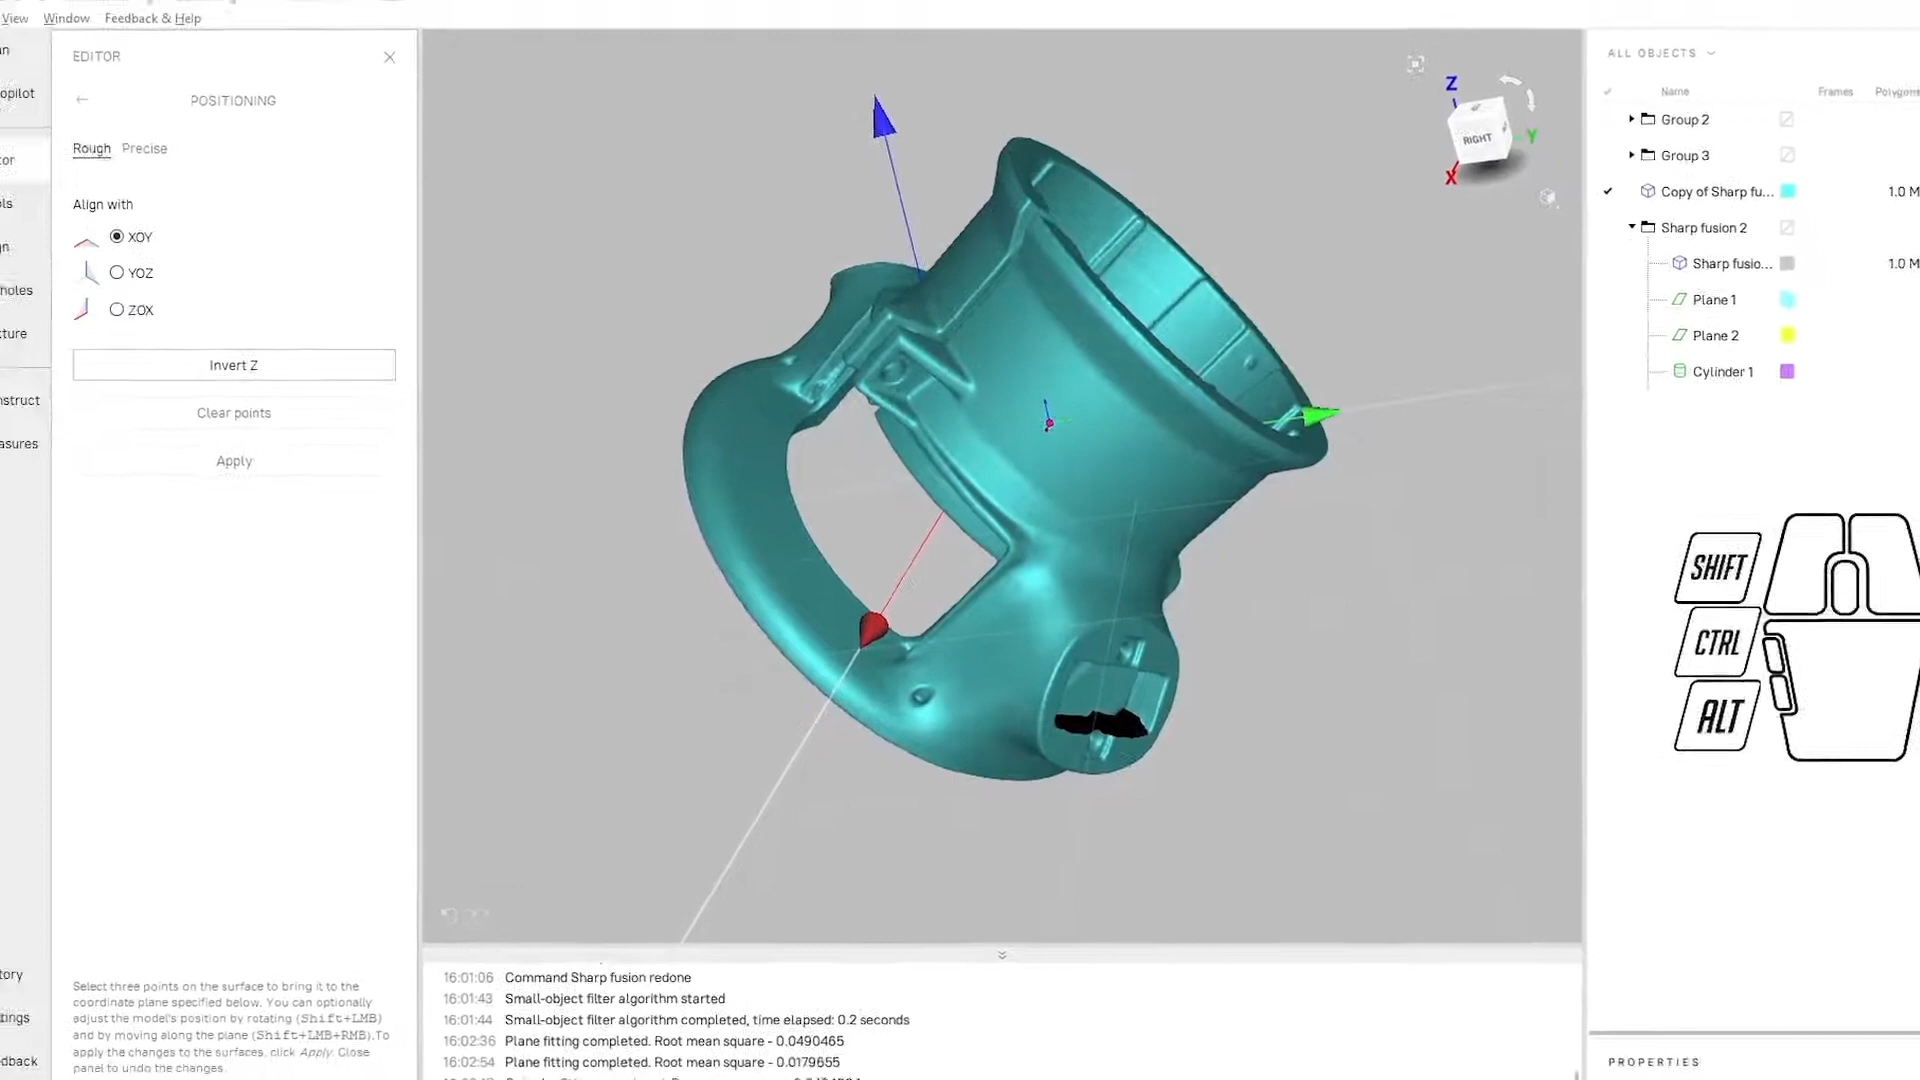 View Window Feedback & Help
EDITOR
POSITIONING
Rough Precise
Align with
XOY
YOZ
ZOX
Invert Z
Clear points
Apply
Select three points on the surface to bring it to the
coordinate plane specified below. You can optionally
adjust the model's position by rotating (Shift+LMB)
and by moving along the plane (Shift+LMB+RMB).To
apply the changes to the surfaces, click Apply. Close
panel to undo the changes.
Z
RIGHT
Y
X
16:01:06 Command Sharp fusion redone
16:01:43 Small-object filter algorithm started
16:01:44 Small-object filter algorithm completed, time elapsed: 0.2 seconds
16:02:36 Plane fitting completed. Root mean square - 0.0490465
16:02:54 Plane fitting completed. Root mean square - 0.0179655
ALL OBJECTS
Name Frames Polygons
Group 2
Group 3
Copy of Sharp fu... 1.0 M
Sharp fusion 2
Sharp fusio... 1.0 M
Plane 1
Plane 2
Cylinder 1
SHIFT
CTRL
ALT
PROPERTIES